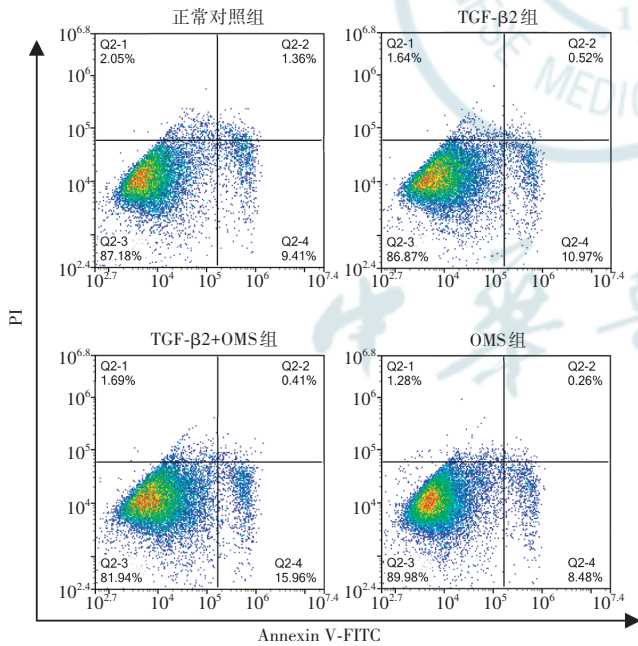 正常对照组
TGF-β2组
10^6.8
Q2-1
2.05%
Q2-2
1.36%
10^6
10^5
10^4
Q2-3
87.18%
Q2-4
9.41%
10^2.4
10^2.7
10^4
10^5
10^6
10^7.4
10^6.8
Q2-1
1.64%
Q2-2
0.52%
10^6
10^5
10^4
Q2-3
86.87%
Q2-4
10.97%
10^2.4
10^2.7
10^4
10^5
10^6
10^7.4
PI
TGF-β2+OMS组
OMS组
10^6.8
Q2-1
1.69%
Q2-2
0.41%
10^6
10^5
10^4
Q2-3
81.94%
Q2-4
15.96%
10^2.4
10^2.7
10^4
10^5
10^6
10^7.4
10^6.8
Q2-1
1.28%
Q2-2
0.26%
10^6
10^5
10^4
Q2-3
89.98%
Q2-4
8.48%
10^2.4
10^2.7
10^4
10^5
10^6
10^7.4
Annexin V-FITC